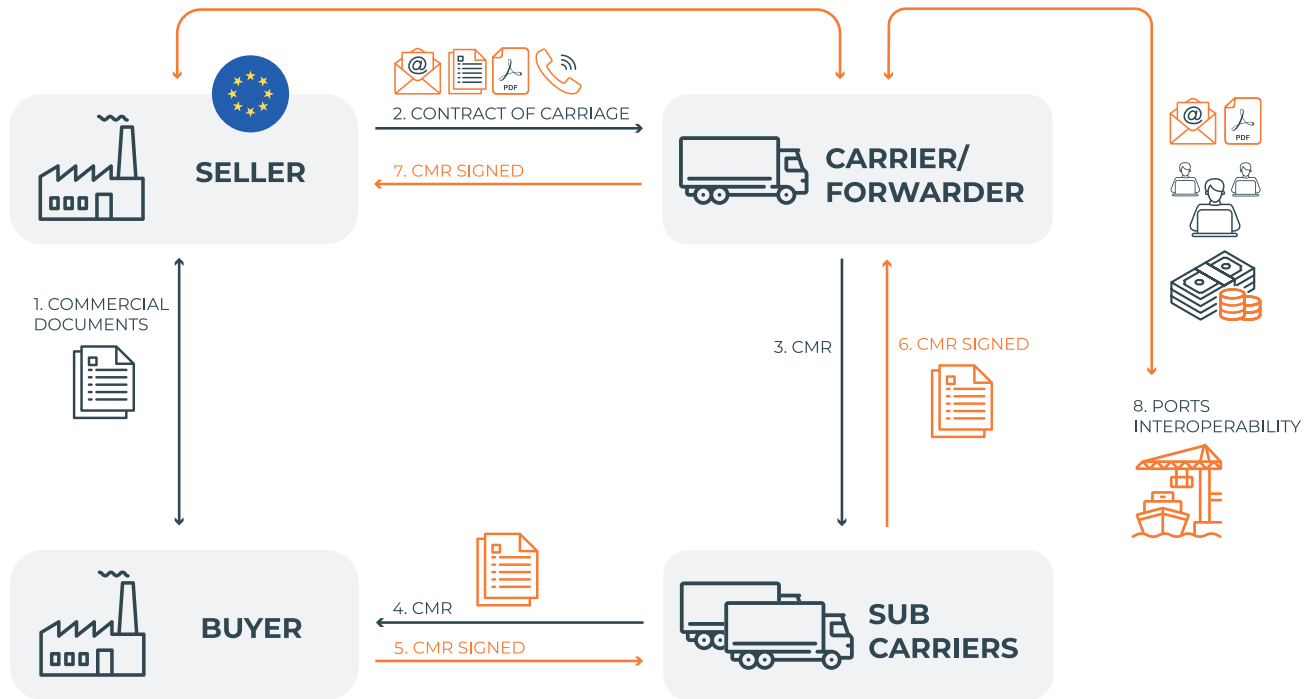 @
PDF
2. CONTRACT OF CARRIAGE
SELLER
7. CMR SIGNED
CARRIER/
FORWARDER
@
PDF
1. COMMERCIAL
DOCUMENTS
3. CMR
6. CMR SIGNED
8. PORTS
INTEROPERABILITY
BUYER
4. CMR
5. CMR SIGNED
SUB
CARRIERS